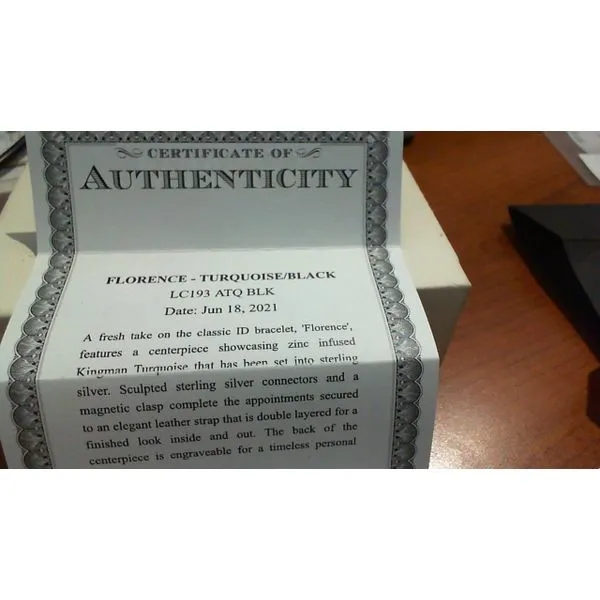 CERTIFICATE OF
AUTHENTICITY
FLORENCE - TURQUOISE/BLACK
LC193 ATQ BLK
Date: Jun 18, 2021
A fresh take on the classic ID bracelet, 'Florence',
features a centerpiece showcasing zinc infused
Kingman Turquoise that has been set into sterling
silver. Sculpted sterling silver connectors and a
magnetic clasp complete the appointments secured
to an elegant leather strap that is double layered for a
finished look inside and out. The back of the
centerpiece is engraveable for a timeless personal